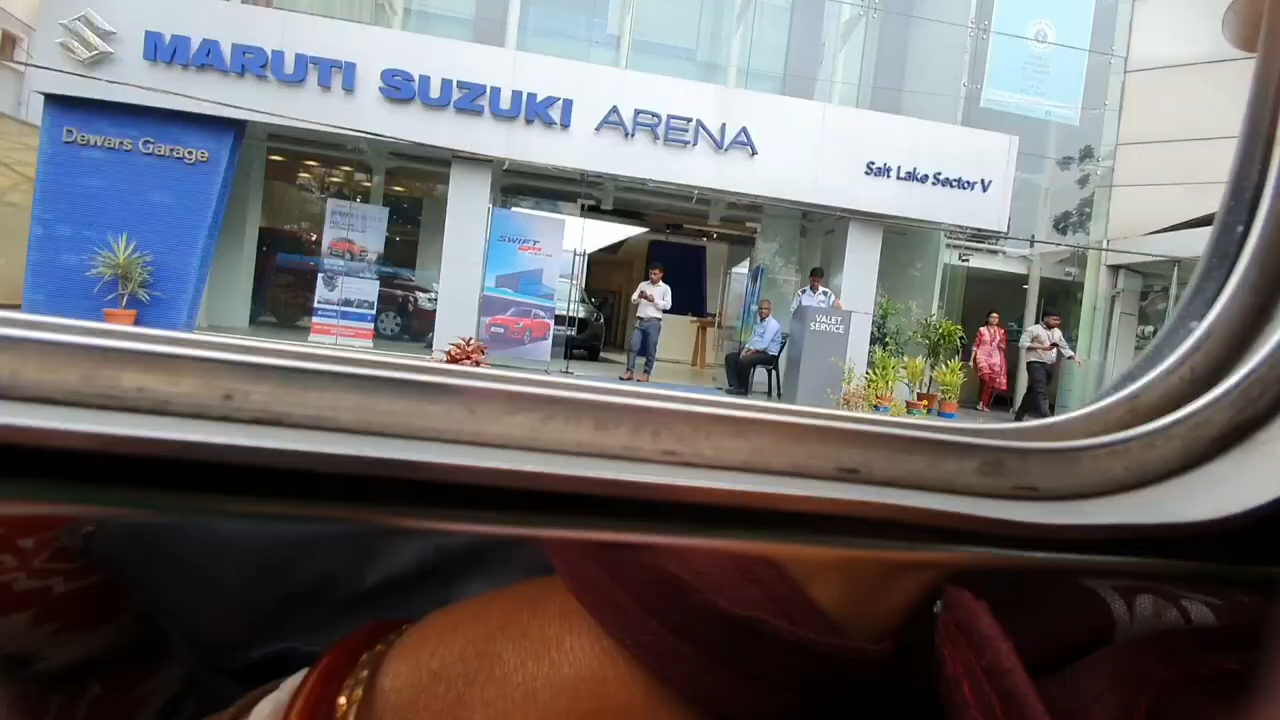 MARUTI SUZUKI ARENA
Dewars Garage
Salt Lake Sector V
SWIFT
VALET
SERVICE